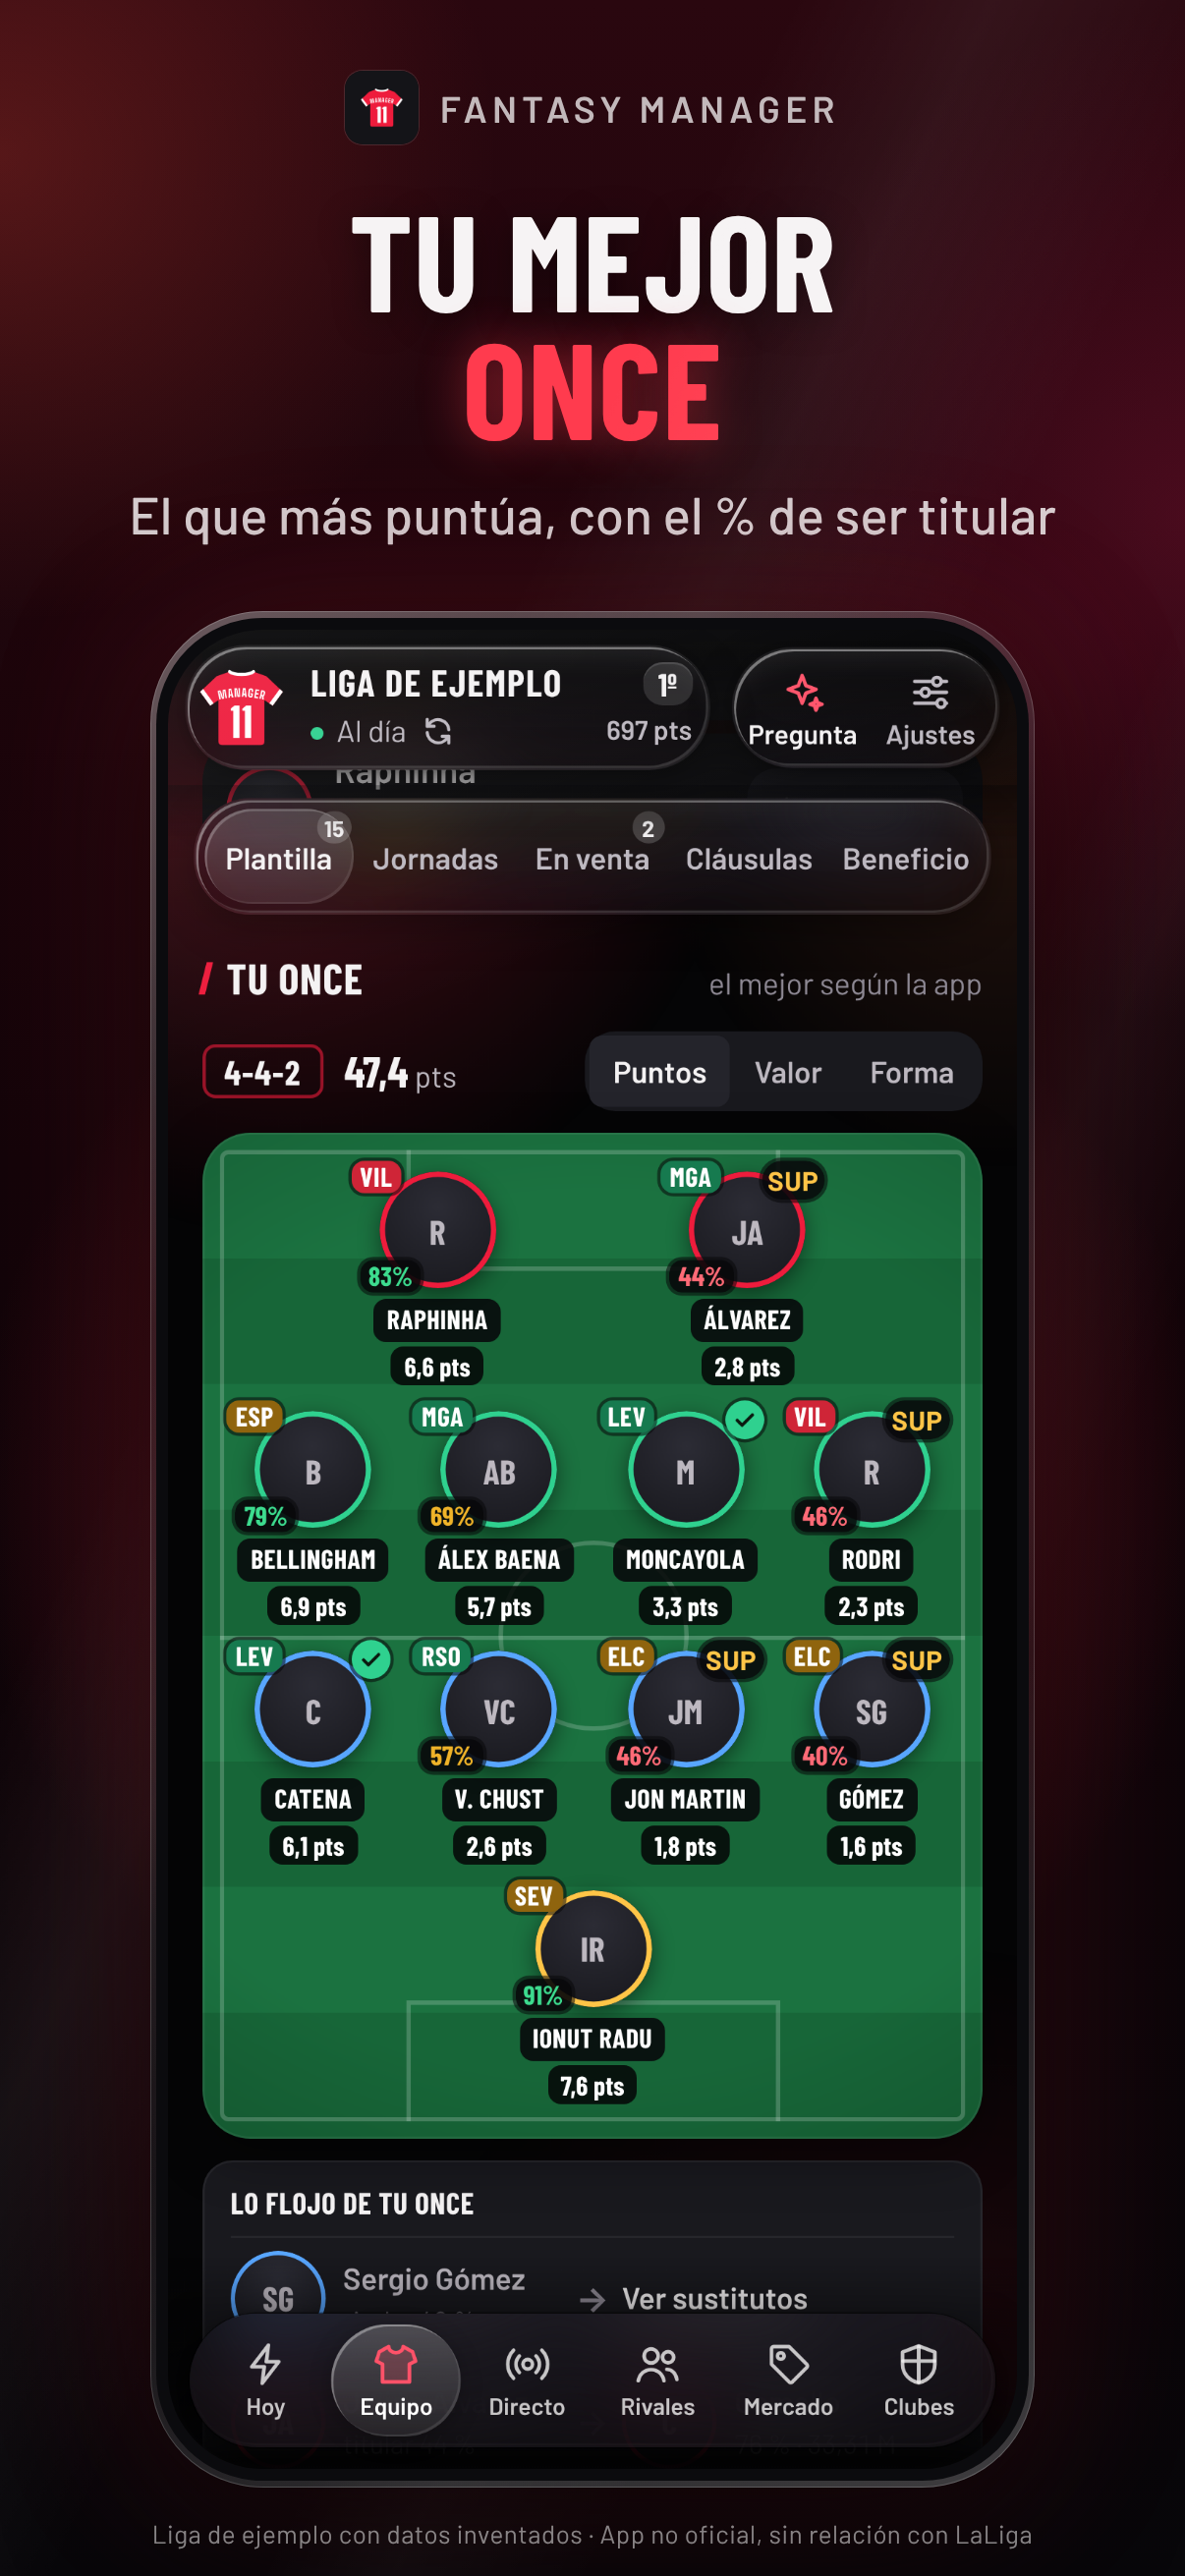 MANAGER
11
FANTASY MANAGER
TU MEJOR
ONCE
El que más puntúa, con el % de ser titular
MANAGER
11
LIGA DE EJEMPLO
1º
Al día
697 pts
Pregunta
Ajustes
Raphinha
15
2
Plantilla
Jornadas
En venta
Cláusulas
Beneficio
/ TU ONCE
el mejor según la app
4-4-2
47,4 pts
Puntos
Valor
Forma
VIL
MGA
SUP
R
JA
83%
44%
RAPHINHA
ÁLVAREZ
6,6 pts
2,8 pts
ESP
MGA
LEV
VIL
SUP
B
AB
M
R
79%
69%
46%
BELLINGHAM
ÁLEX BAENA
MONCAYOLA
RODRI
6,9 pts
5,7 pts
3,3 pts
2,3 pts
LEV
RSO
ELC
SUP
ELC
SUP
C
VC
JM
SG
57%
46%
40%
CATENA
V. CHUST
JON MARTIN
GÓMEZ
6,1 pts
2,6 pts
1,8 pts
1,6 pts
SEV
IR
91%
IONUT RADU
7,6 pts
LO FLOJO DE TU ONCE
SG
Sergio Gómez
Ver sustitutos
Hoy
Equipo
Directo
Rivales
Mercado
Clubes
Liga de ejemplo con datos inventados · App no oficial, sin relación con LaLiga